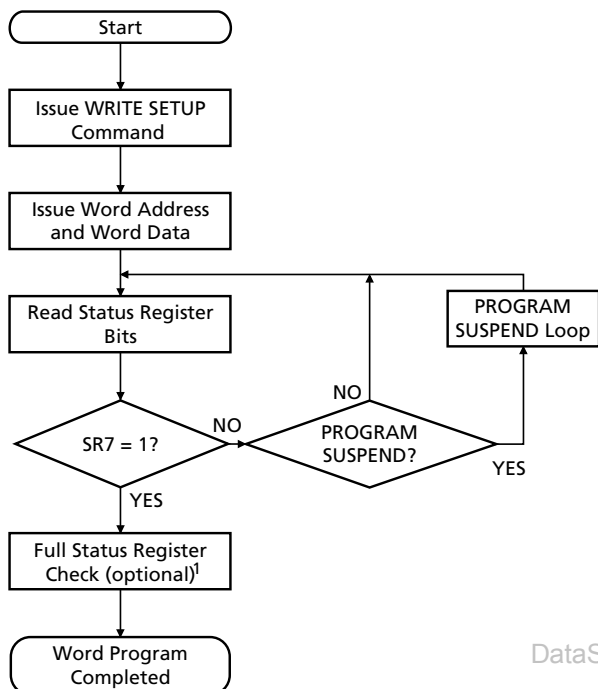 Start
Issue WRITE SETUP
Command
Issue Word Address
and Word Data
Read Status Register
Bits
PROGRAM
SUSPEND Loop
NO
SR7 = 1?
NO
PROGRAM
SUSPEND?
YES
YES
Full Status Register
Check (optional)1
Word Program
Completed
DataS